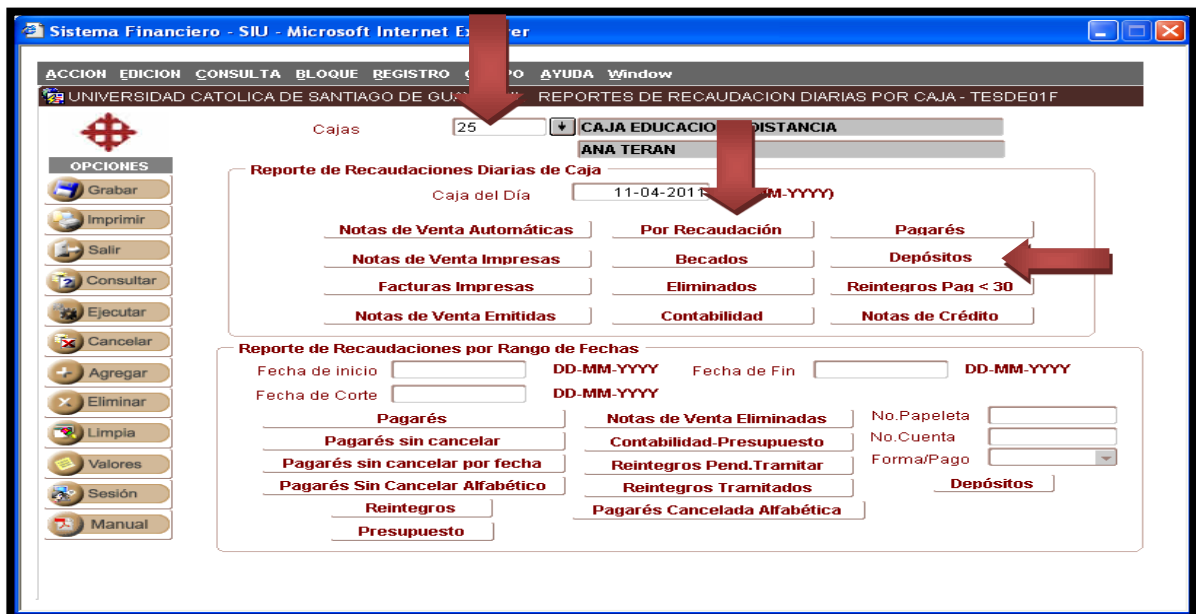 Sistema Financiero - SIU - Microsoft Internet
ACCION EDICION CONSULTA BLOQUE REGISTRO AYUDA Window
UNIVERSIDAD CATOLICA DE SANTIAGO DE REPORTES DE RECAUDACION DIARIAS POR CAJA - TESDE01F
Cajas 25 CAJA EDUCACIO DISTANCIA
ANA TERAN
OPCIONES
Grabar
Imprimir
Salir
Consultar
Ejecutar
Cancelar
Agregar
Eliminar
Limpia
Valores
Sesión
Manual
Reporte de Recaudaciones Diarias de Caja
Caja del Día 11-04-2011 M-YYYY)
Notas de Venta Automáticas Por Recaudación Pagarés
Notas de Venta Impresas Becados Depósitos
Facturas Impresas Eliminados Reintegros Pag < 30
Notas de Venta Emitidas Contabilidad Notas de Crédito
Reporte de Recaudaciones por Rango de Fechas
Fecha de inicio DD-MM-YYYY Fecha de Fin DD-MM-YYYY
Fecha de Corte DD-MM-YYYY
Pagarés Notas de Venta Eliminadas No.Papeleta
Pagarés sin cancelar Contabilidad-Presupuesto No.Cuenta
Pagarés sin cancelar por fecha Reintegros Pend.Tramitar Forma/Pago
Pagarés Sin Cancelar Alfabético Reintegros Tramitados Depósitos
Reintegros Pagarés Cancelada Alfabética
Presupuesto